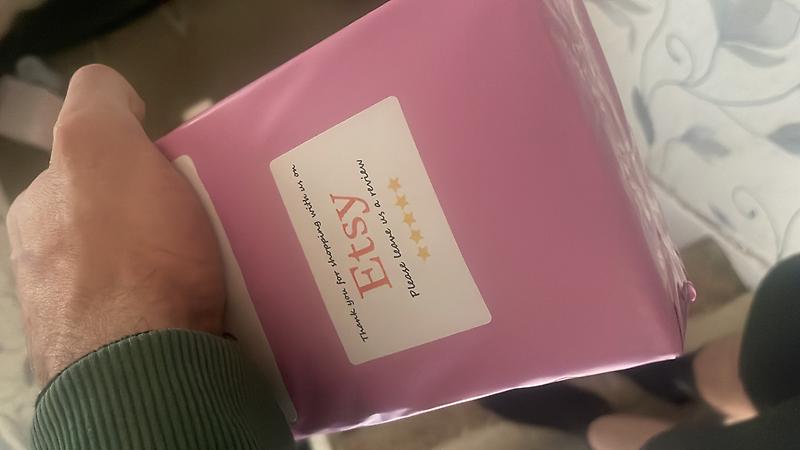 Thank you for shopping with us on
Etsy
Please leave us a review